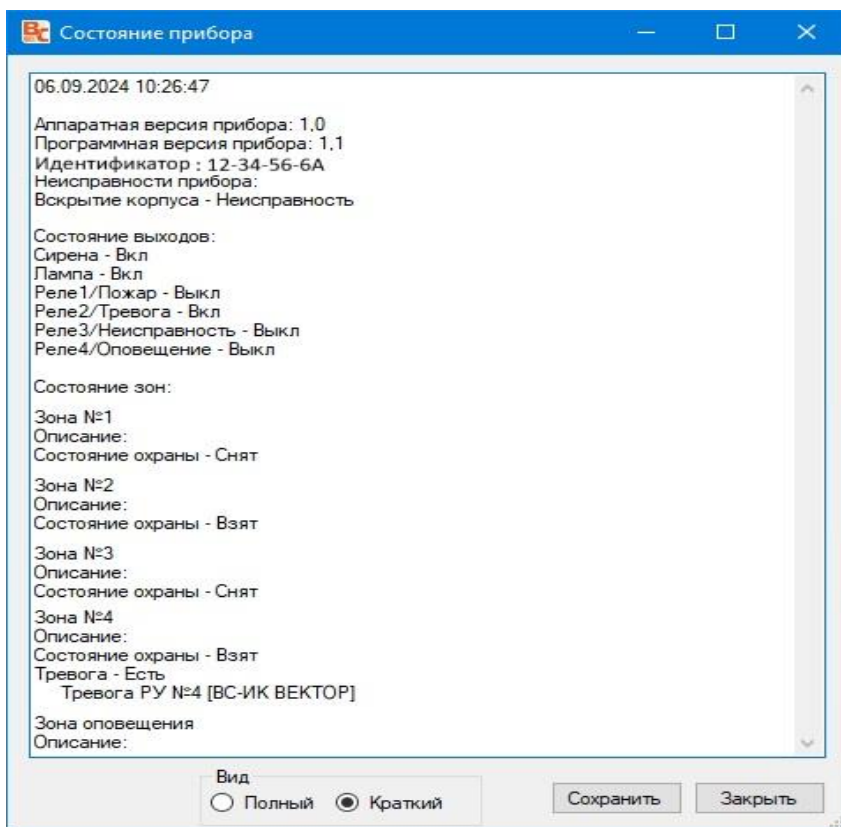 ВС Состояние прибора
06.09.2024 10:26:47
Аппаратная версия прибора: 1,0
Программная версия прибора: 1,1
Идентификатор : 12-34-56-6A
Неисправности прибора:
Вскрытие корпуса - Неисправность
Состояние выходов:
Сирена - Вкл
Лампа - Вкл
Реле1/Пожар - Выкл
Реле2/Тревога - Вкл
Реле3/Неисправность - Выкл
Реле4/Оповещение - Выкл
Состояние зон:
Зона №1
Описание:
Состояние охраны - Снят
Зона №2
Описание:
Состояние охраны - Взят
Зона №3
Описание:
Состояние охраны - Снят
Зона №4
Описание:
Состояние охраны - Взят
Тревога - Есть
Тревога РУ №4 [ВС-ИК ВЕКТОР]
Зона оповещения
Описание:
Вид
Полный Краткий Сохранить Закрыть